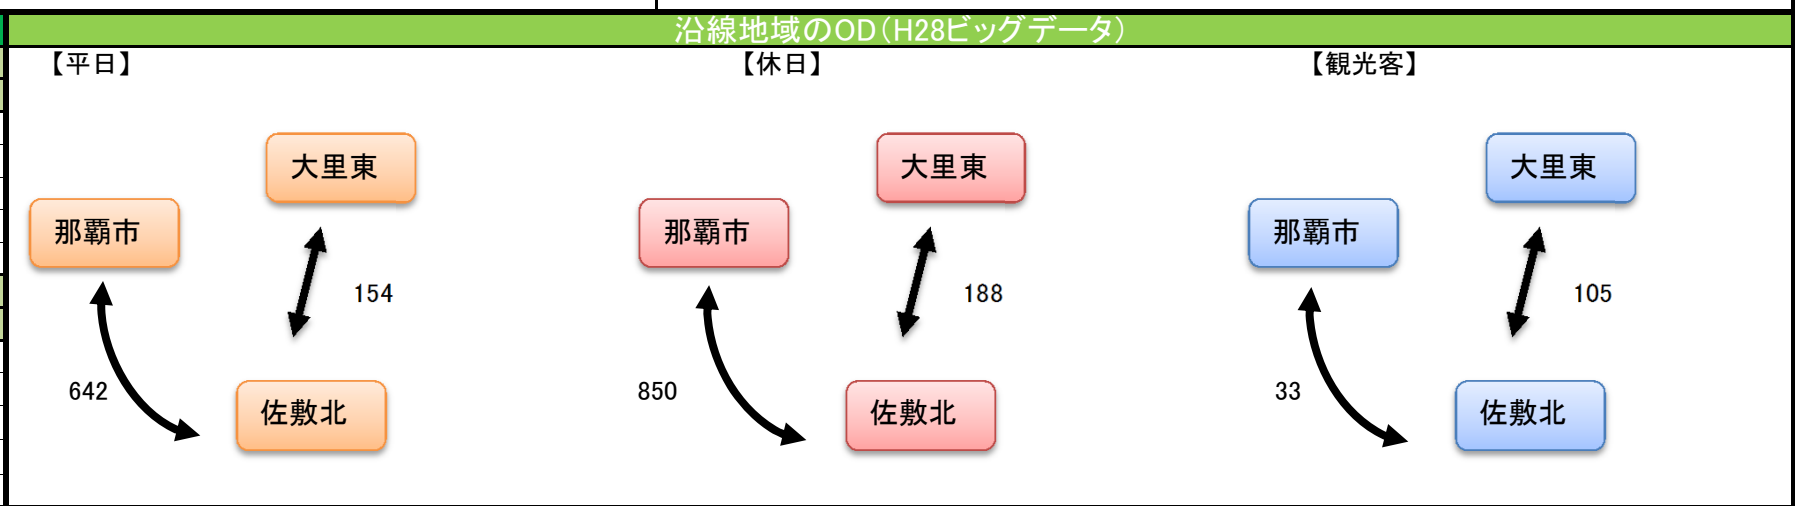 沿線地域のOD（H28ビッグデータ）
【平日】
大里東
那覇市
154
642
佐敷北
【休日】
大里東
那覇市
188
850
佐敷北
【観光客】
大里東
那覇市
105
33
佐敷北